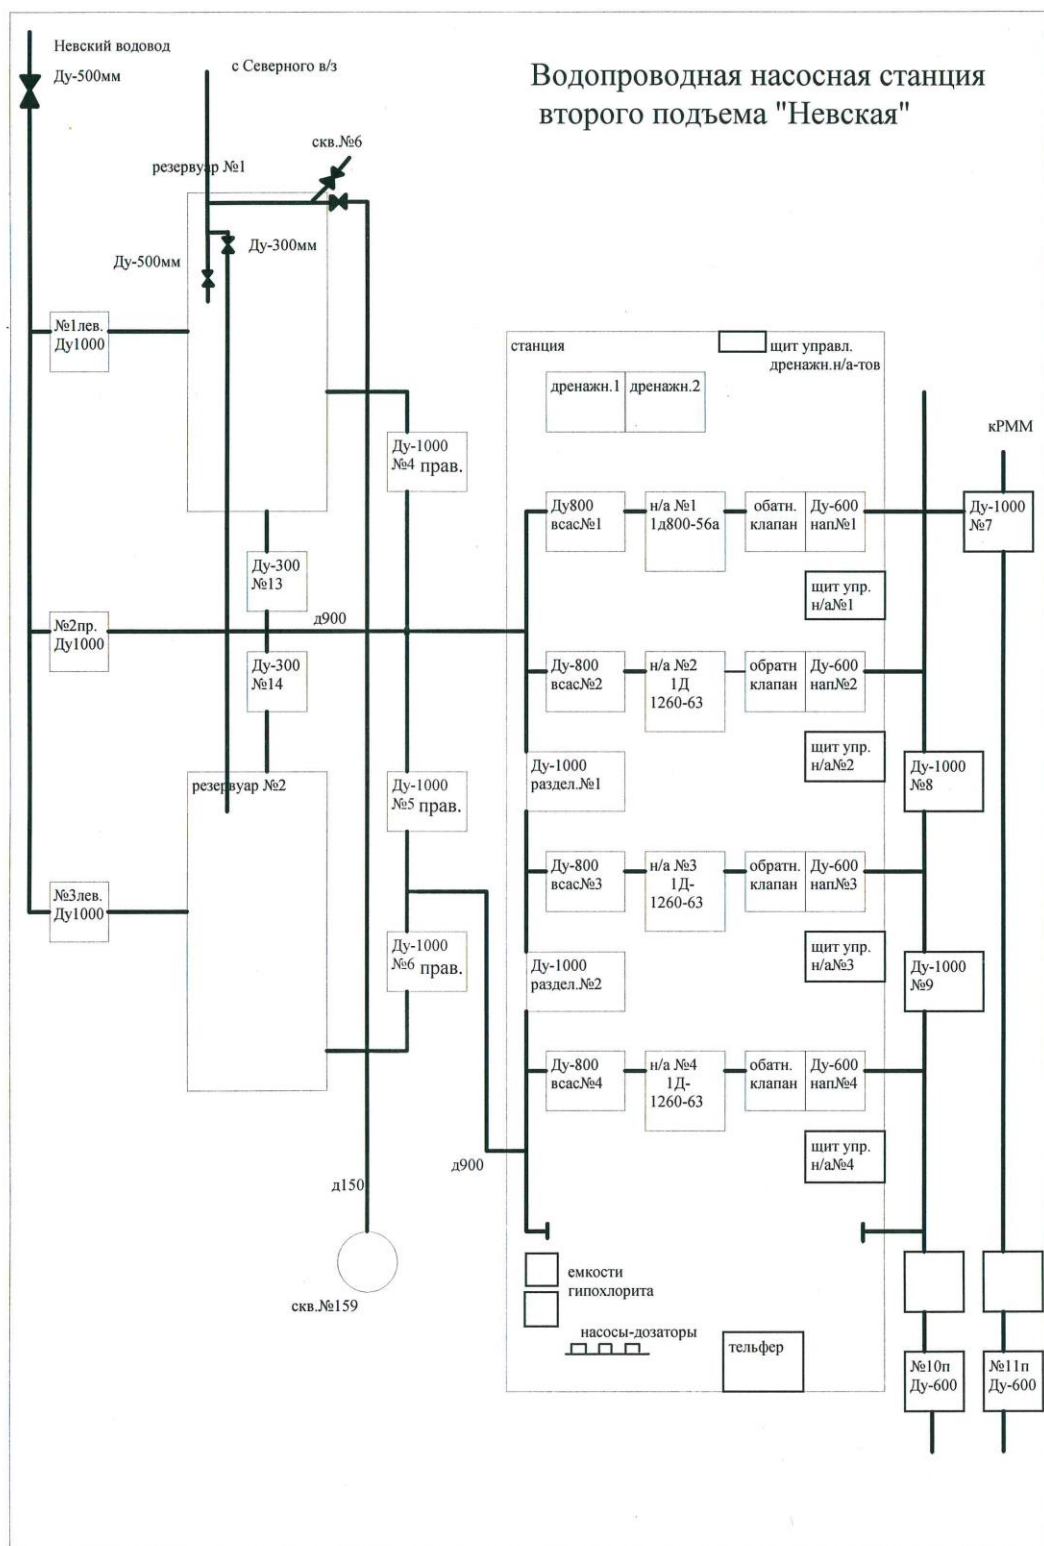 Невский водовод
Ду-500мм
с Северного в/з
Водопроводная насосная станция
второго подъема "Невская"
скв.№6
резервуар №1
Ду-300мм
Ду-500мм
№1лев.
Ду1000
станция
щит управл.
дренажн.н/а-тов
дренажн.1
дренажн.2
кРММ
Ду-1000
№4 прав.
Ду800
всас№1
н/а №1
1д800-56а
обатн.
клапан
Ду-600
нап№1
Ду-1000
№7
Ду-300
№13
щит упр.
н/а№1
№2пр.
Ду1000
д900
Ду-300
№14
Ду-800
всас№2
н/а №2
1Д
1260-63
обратн
клапан
Ду-600
нап№2
щит упр.
н/а№2
резервуар №2
Ду-1000
№5 прав.
Ду-1000
раздел.№1
Ду-1000
№8
№3лев.
Ду1000
Ду-800
всас№3
н/а №3
1Д-
1260-63
обратн.
клапан
Ду-600
нап№3
Ду-1000
№6 прав.
щит упр.
н/а№3
Ду-1000
раздел.№2
Ду-1000
№9
Ду-800
всас№4
н/а №4
1Д-
1260-63
обатн.
клапан
Ду-600
нап№4
щит упр.
н/а№4
д900
д150
скв.№159
емкости
гипохлорита
насосы-дозаторы
тельфер
№10п
Ду-600
№11п
Ду-600